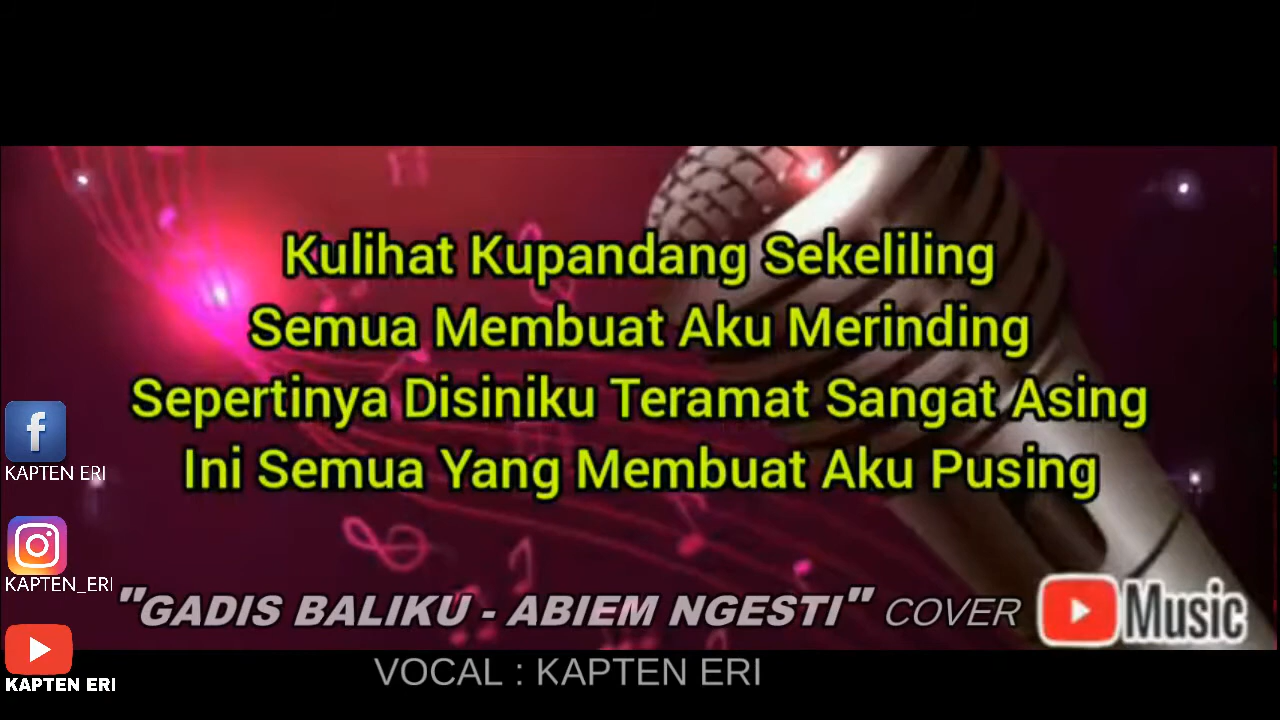 Kulihat Kupandang Sekeliling
Semua Membuat Aku Merinding
Sepertinya Disiniku Teramat Sangat Asing
Ini Semua Yang Membuat Aku Pusing
f
KAPTEN ERI
KAPTEN_ERI
KAPTEN ERI
"GADIS BALIKU - ABIEM NGESTI" COVER Music
VOCAL : KAPTEN ERI